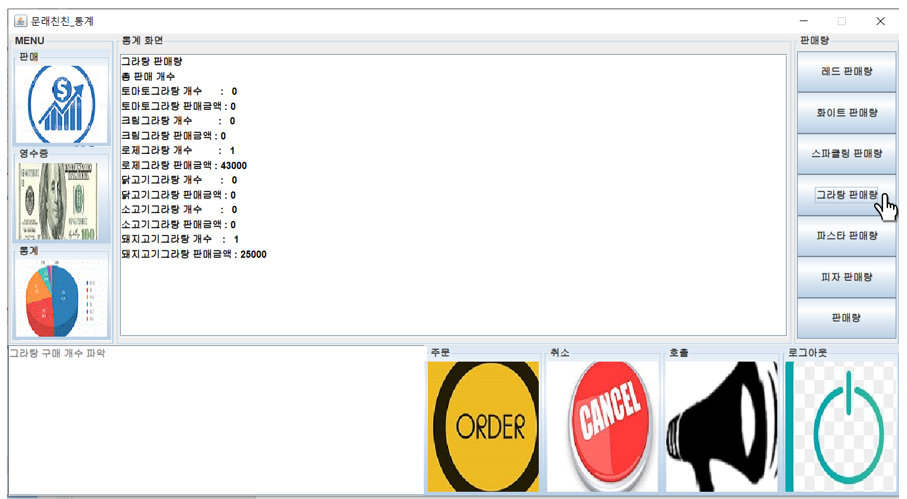 문래친친_통계
MENU
판매
영수증
통계
통계 화면
그라탕 판매량
총 판매 개수
토마토그라탕 개수 : 0
토마토그라탕 판매금액 : 0
크림그라탕 개수 : 0
크림그라탕 판매금액 : 0
로제그라탕 개수 : 1
로제그라탕 판매금액 : 43000
닭고기그라탕 개수 : 0
닭고기그라탕 판매금액 : 0
소고기그라탕 개수 : 0
소고기그라탕 판매금액 : 0
돼지고기그라탕 개수 : 1
돼지고기그라탕 판매금액 : 25000
판매량
레드 판매량
화이트 판매량
스파클링 판매량
그라탕 판매량
파스타 판매량
피자 판매량
판매량
그라탕 구매 개수 파악
주문
ORDER
취소
CANCEL
호출
로그아웃